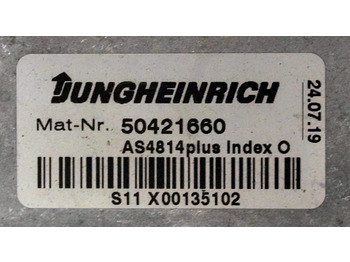 JUNGHEINRICH
Mat-Nr. 50421660
AS4814plus Index O
S11 X00135102
24.07.19